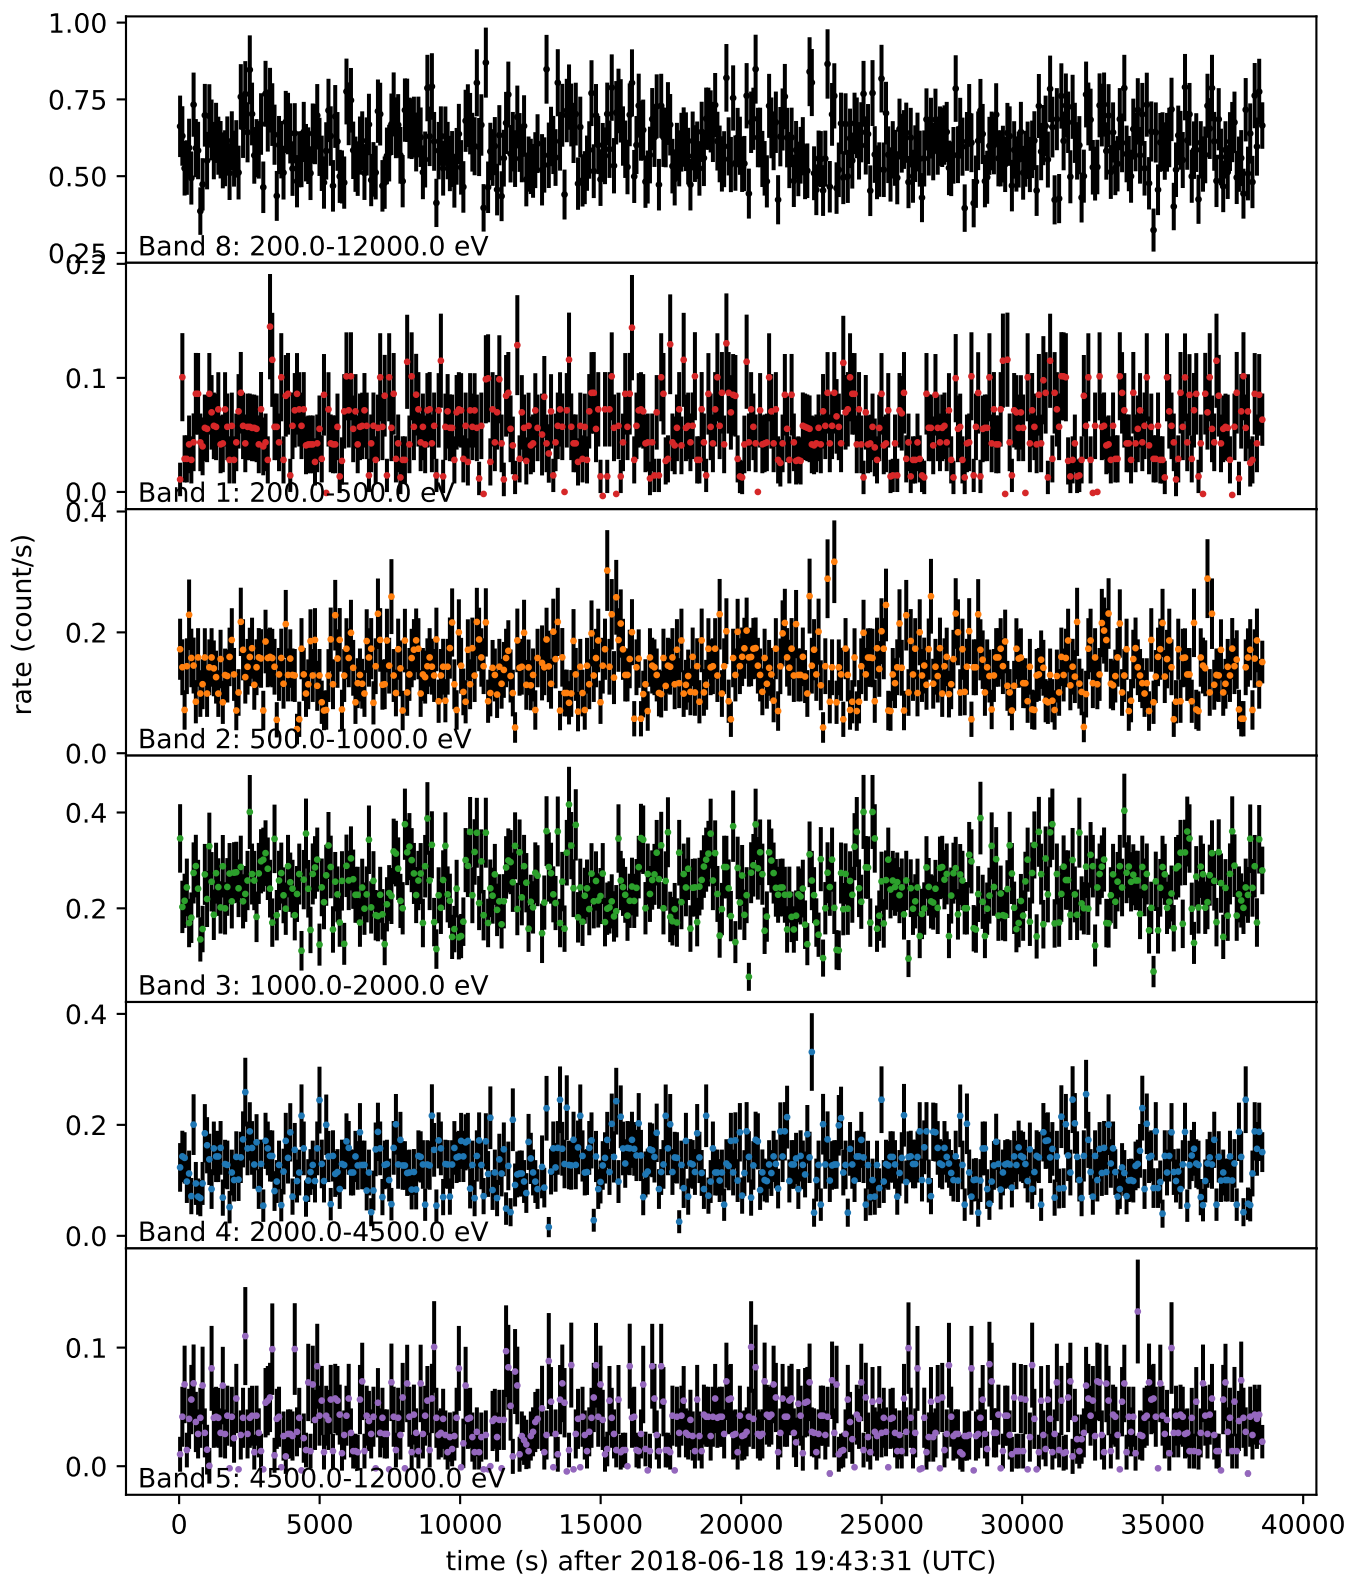 1.00
0.75
0.50
0.25
Band 8: 200.0-12000.0 eV
0.2
0.1
0.0
Band 1: 200.0-500.0 eV
0.4
0.2
0.0
Band 2: 500.0-1000.0 eV
rate (count/s)
0.4
0.2
Band 3: 1000.0-2000.0 eV
0.4
0.2
0.0
Band 4: 2000.0-4500.0 eV
0.1
0.0
Band 5: 4500.0-12000.0 eV
0 5000 10000 15000 20000 25000 30000 35000 40000
time (s) after 2018-06-18 19:43:31 (UTC)